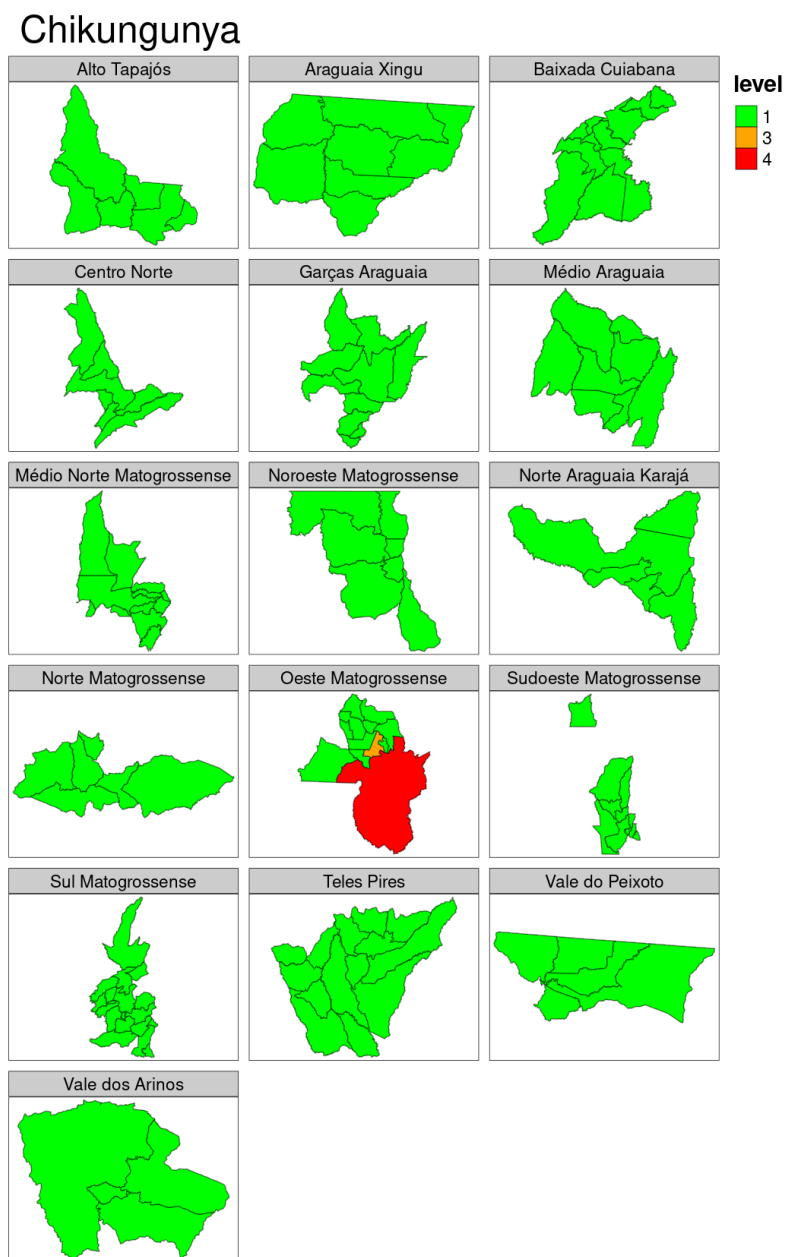 Chikungunya
Alto Tapajós
Araguaia Xingu
Baixada Cuiabana
level
1
3
4
Centro Norte
Garças Araguaia
Médio Araguaia
Médio Norte Matogrossense
Noroeste Matogrossense
Norte Araguaia Karajá
Norte Matogrossense
Oeste Matogrossense
Sudoeste Matogrossense
Sul Matogrossense
Teles Pires
Vale do Peixoto
Vale dos Arinos